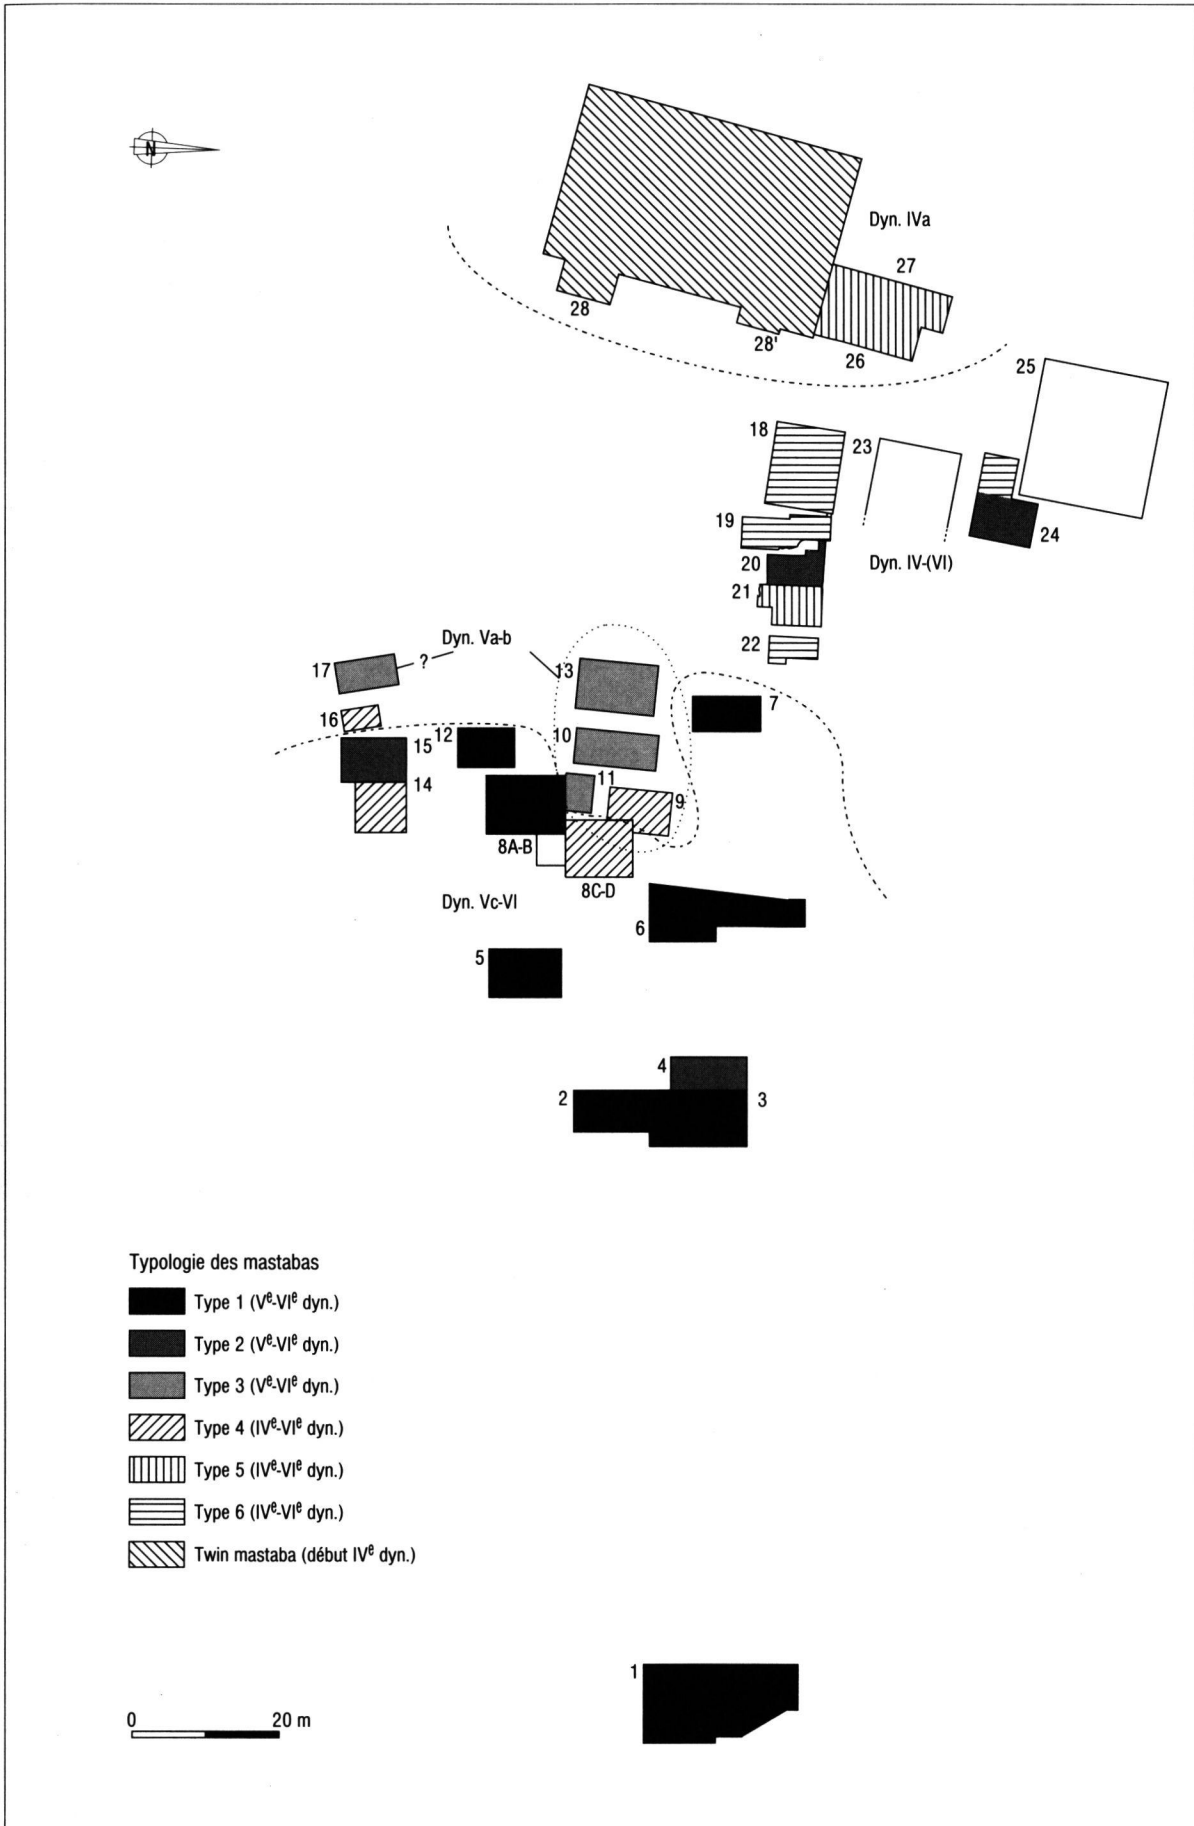 N
Dyn. IVa
27
28
28'
26
25
18
23
19
24
20
Dyn. IV-(VI)
21
22
Dyn. Va-b
17
?
13
7
16
12
10
15
11
14
9
8A-B
8C-D
Dyn. Vc-VI
6
5
4
2
3
Typologie des mastabas
Type 1 (Ve-VIe dyn.)
Type 2 (Ve-VIe dyn.)
Type 3 (Ve-VIe dyn.)
Type 4 (IVe-VIe dyn.)
Type 5 (IVe-VIe dyn.)
Type 6 (IVe-VIe dyn.)
Twin mastaba (début IVe dyn.)
1
0 20 m